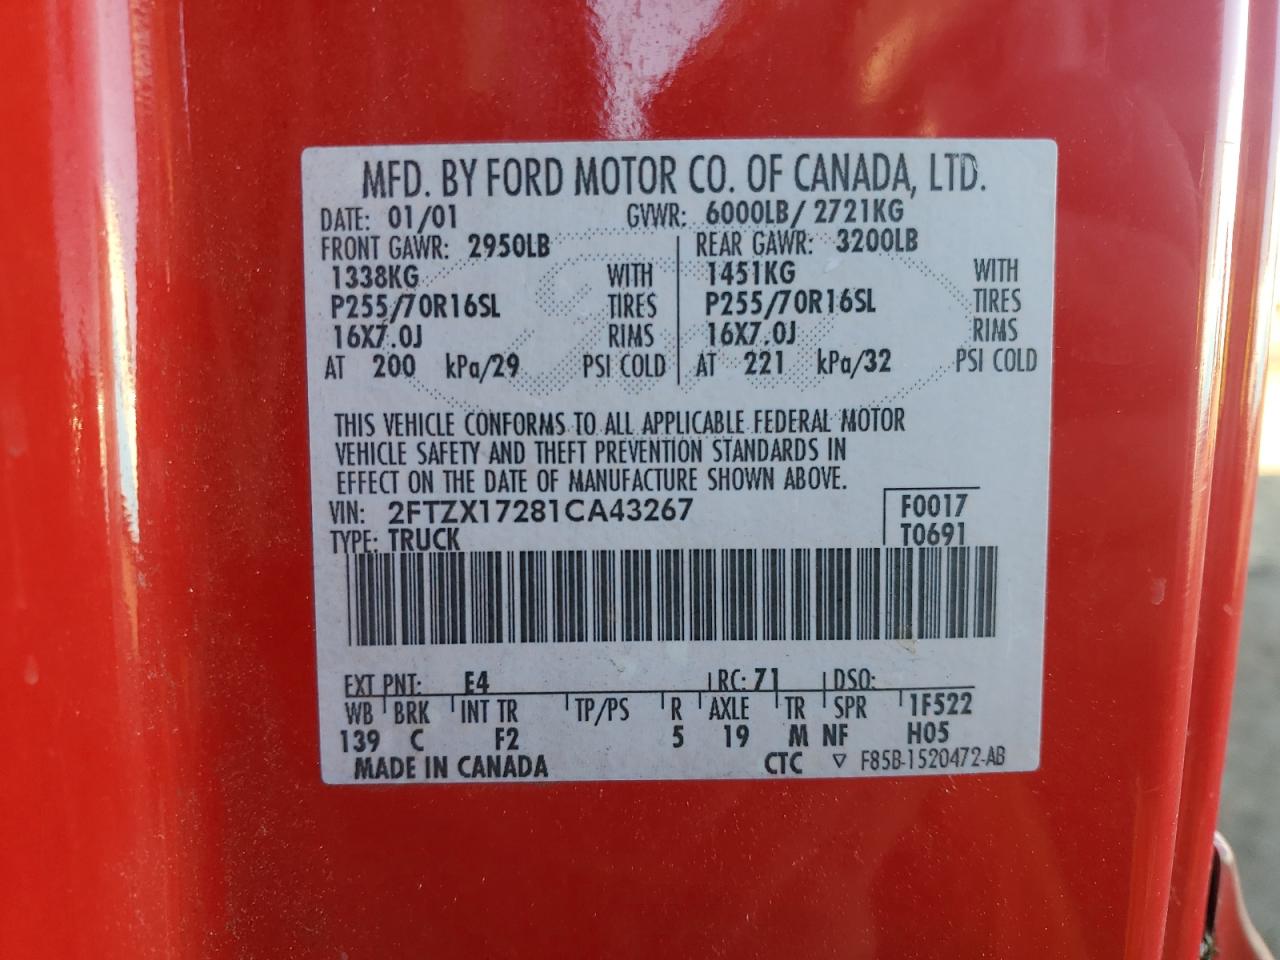 MFD. BY FORD MOTOR CO. OF CANADA, LTD.
DATE: 01/01 GVWR: 6000LB/ 2721KG
FRONT GAWR: 2950LB REAR GAWR: 3200LB
1338KG WITH 1451KG WITH
P255/70R16SL TIRES P255/70R16SL TIRES
16X7.0J RIMS 16X7.0J RIMS
AT 200 kPa/29 PSI COLD AT 221 kPa/32 PSI COLD
THIS VEHICLE CONFORMS TO ALL APPLICABLE FEDERAL MOTOR
VEHICLE SAFETY AND THEFT PREVENTION STANDARDS IN
EFFECT ON THE DATE OF MANUFACTURE SHOWN ABOVE.
VIN: 2FTZX17281CA43267 F0017
TYPE: TRUCK T0691
EXT PNT: E4 RC: 71 DSO:
WB BRK INT TR TP/PS R AXLE TR SPR 1F522
139 C F2 5 19 M NF H05
MADE IN CANADA CTC ▽ F85B-1520472-AB